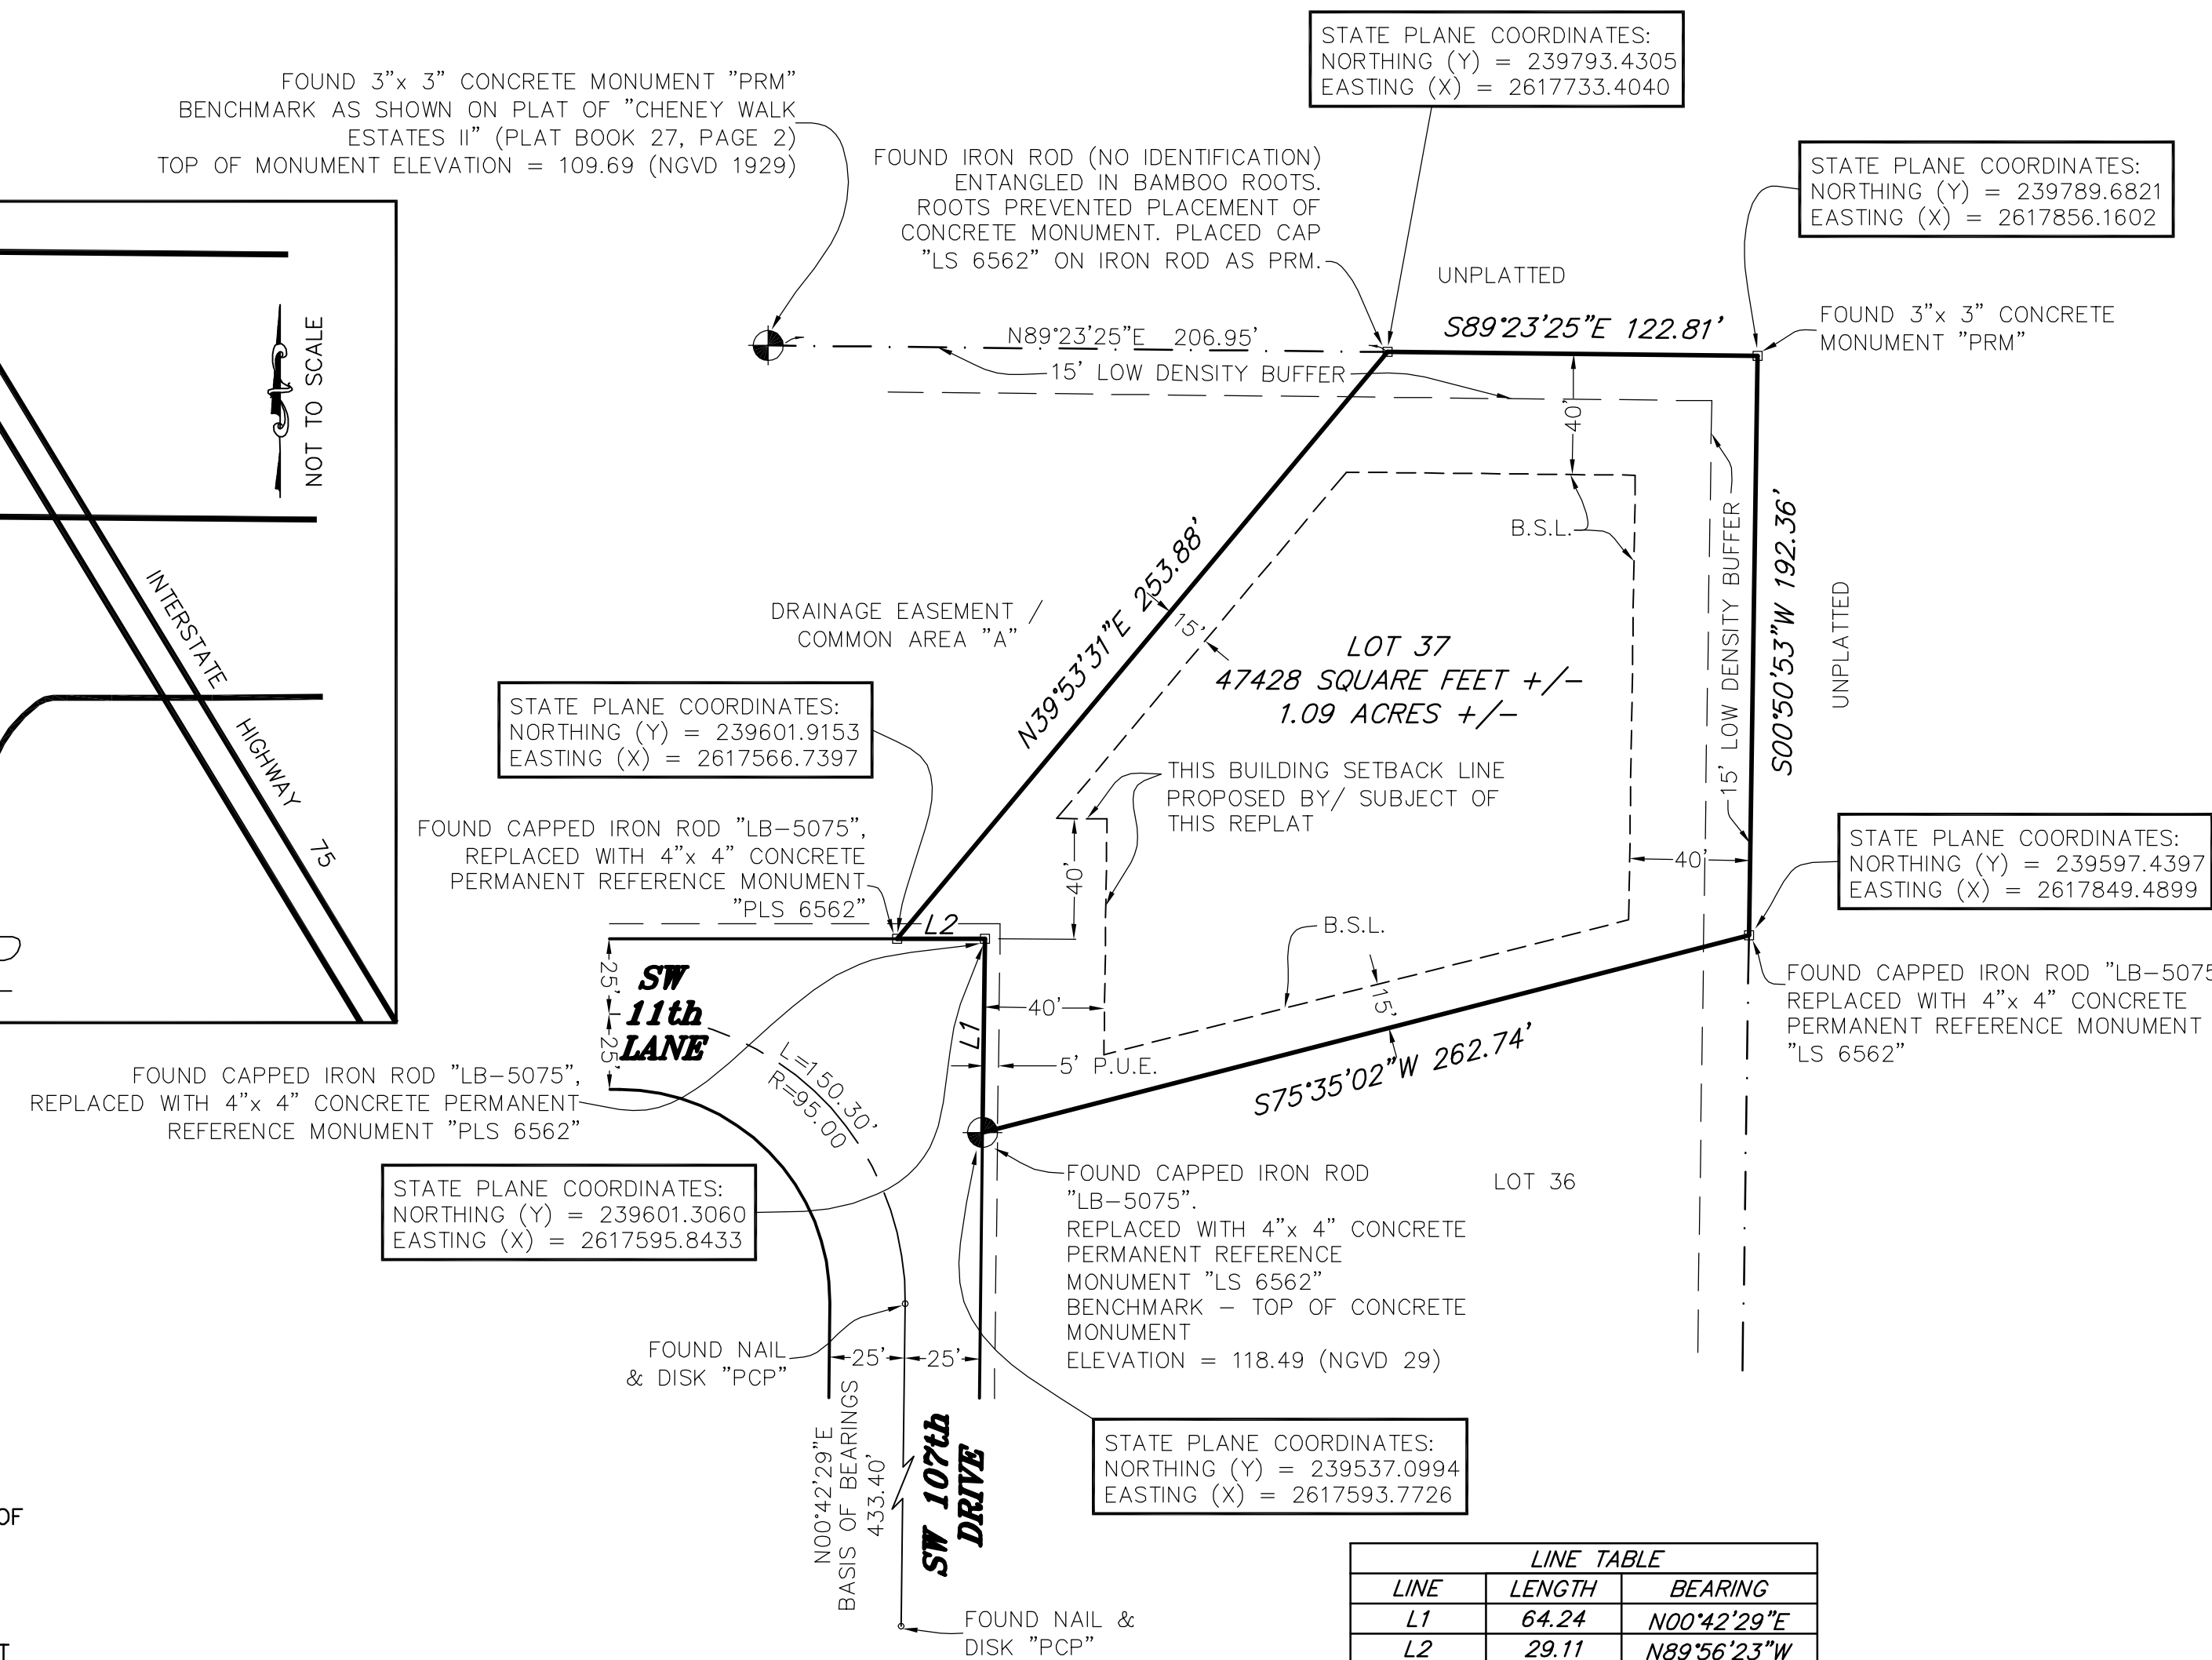 FOUND 3"x 3" CONCRETE MONUMENT "PRM"
BENCHMARK AS SHOWN ON PLAT OF "CHENEY WALK
ESTATES II" (PLAT BOOK 27, PAGE 2)
TOP OF MONUMENT ELEVATION = 109.69 (NGVD 1929)
STATE PLANE COORDINATES:
NORTHING (Y) = 239793.4305
EASTING (X) = 2617733.4040
FOUND IRON ROD (NO IDENTIFICATION)
ENTANGLED IN BAMBOO ROOTS.
ROOTS PREVENTED PLACEMENT OF
CONCRETE MONUMENT. PLACED CAP
"LS 6562" ON IRON ROD AS PRM.
STATE PLANE COORDINATES:
NORTHING (Y) = 239789.6821
EASTING (X) = 2617856.1602
UNPLATTED
FOUND 3"x 3" CONCRETE
MONUMENT "PRM"
S89°23'25"E 122.81'
N89°23'25"E 206.95'
15' LOW DENSITY BUFFER
NOT TO SCALE
INTERSTATE
HIGHWAY
75
40'
B.S.L.
15' LOW DENSITY BUFFER
S00°50'53"W 192.36'
UNPLATTED
N39°53'31"E 253.88'
15'
DRAINAGE EASEMENT /
COMMON AREA "A"
LOT 37
47428 SQUARE FEET +/-
1.09 ACRES +/-
STATE PLANE COORDINATES:
NORTHING (Y) = 239601.9153
EASTING (X) = 2617566.7397
THIS BUILDING SETBACK LINE
PROPOSED BY/ SUBJECT OF
THIS REPLAT
FOUND CAPPED IRON ROD "LB-5075",
REPLACED WITH 4"x 4" CONCRETE
PERMANENT REFERENCE MONUMENT
"PLS 6562"
40'
40'
STATE PLANE COORDINATES:
NORTHING (Y) = 239597.4397
EASTING (X) = 2617849.4899
L2
B.S.L.
25'
25'
SW
11th
LANE
L1
40'
15'
FOUND CAPPED IRON ROD "LB-5075
REPLACED WITH 4"x 4" CONCRETE
PERMANENT REFERENCE MONUMENT
"LS 6562"
L=150.30'
R=95.00
5' P.U.E.
S75°35'02"W 262.74'
FOUND CAPPED IRON ROD "LB-5075",
REPLACED WITH 4"x 4" CONCRETE PERMANENT
REFERENCE MONUMENT "PLS 6562"
STATE PLANE COORDINATES:
NORTHING (Y) = 239601.3060
EASTING (X) = 2617595.8433
FOUND CAPPED IRON ROD
"LB-5075".
REPLACED WITH 4"x 4" CONCRETE
PERMANENT REFERENCE
MONUMENT "LS 6562"
BENCHMARK - TOP OF CONCRETE
MONUMENT
ELEVATION = 118.49 (NGVD 29)
LOT 36
FOUND NAIL
& DISK "PCP"
25'
25'
N00°42'29"E
BASIS OF BEARINGS
433.40'
SW 107th
DRIVE
STATE PLANE COORDINATES:
NORTHING (Y) = 239537.0994
EASTING (X) = 2617593.7726
FOUND NAIL &
DISK "PCP"
OF
T
LINE TABLE
LINE LENGTH BEARING
L1 64.24 N00°42'29"E
L2 29.11 N89°56'23"W